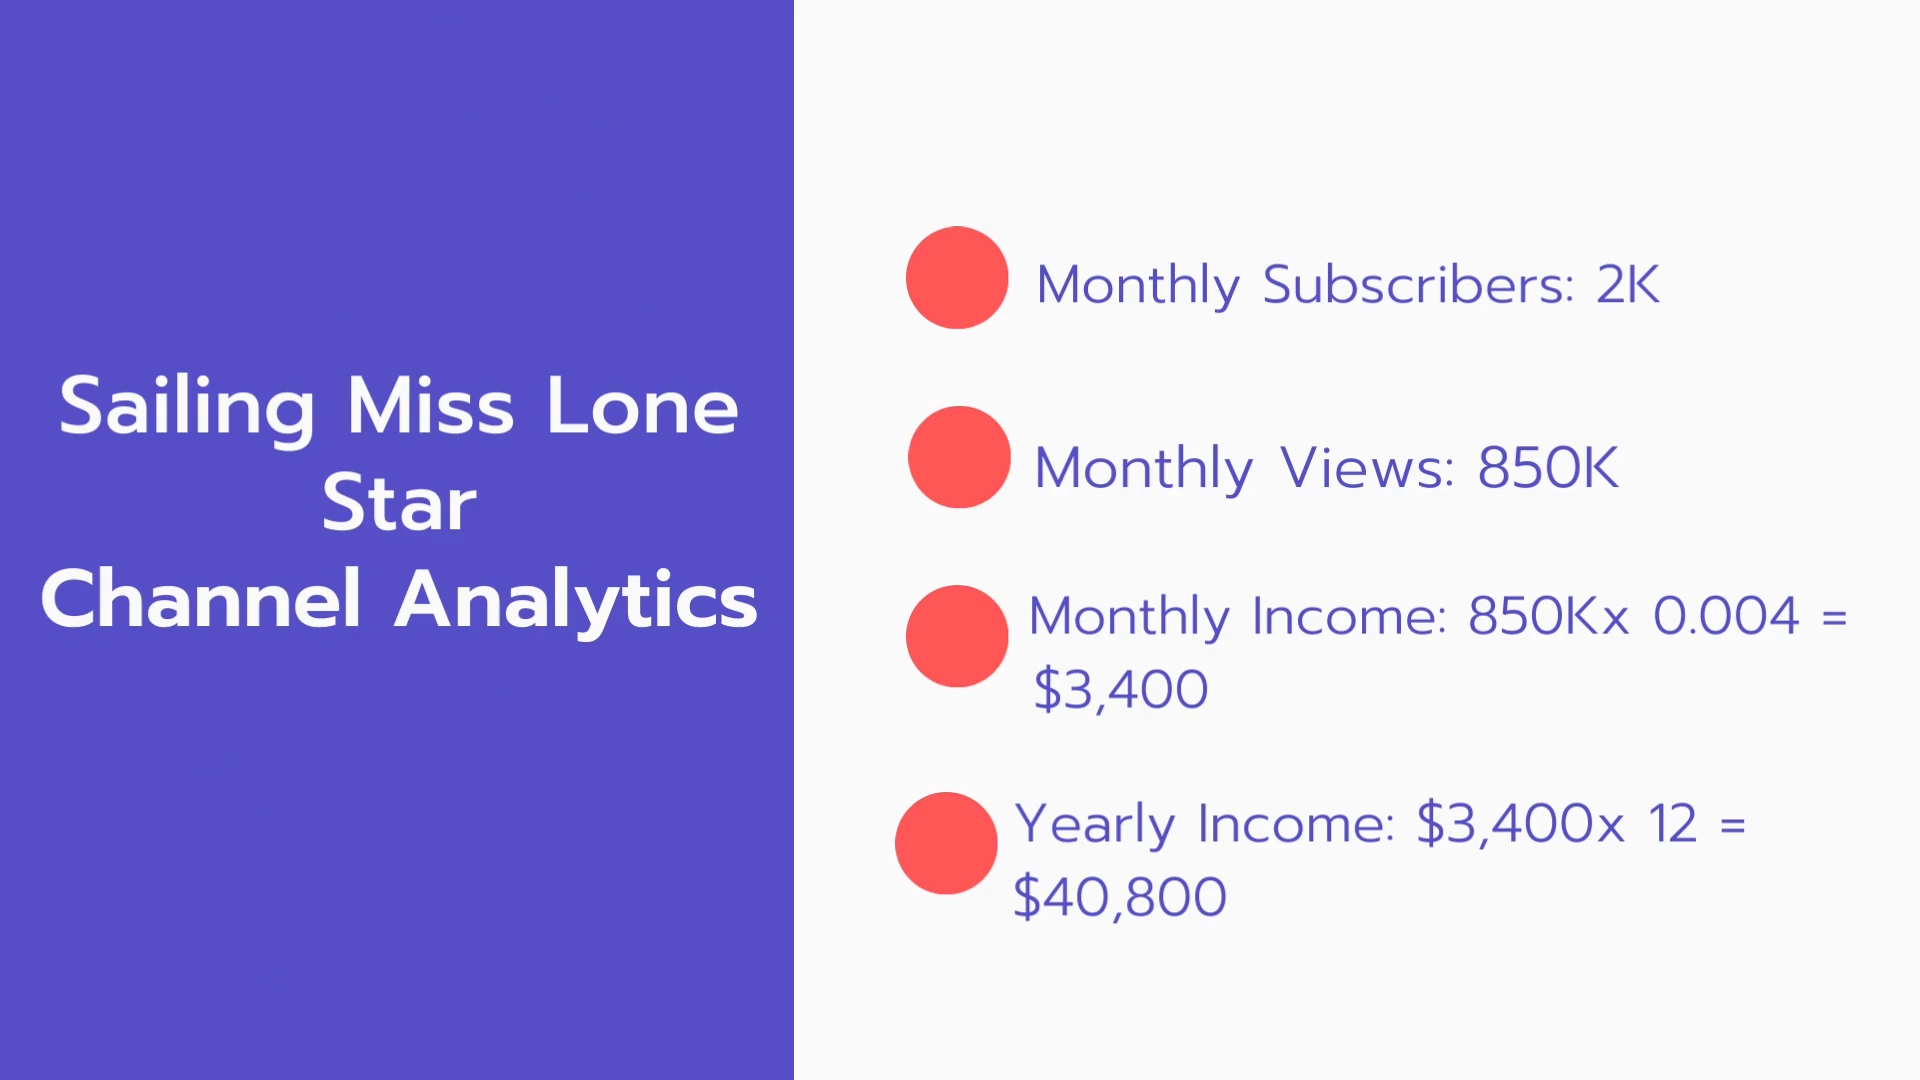 Sailing Miss Lone
Star
Channel Analytics
Monthly Subscribers: 2K
Monthly Views: 850K
Monthly Income: 850Kx 0.004 =
$3,400
Yearly Income: $3,400x 12 =
$40,800